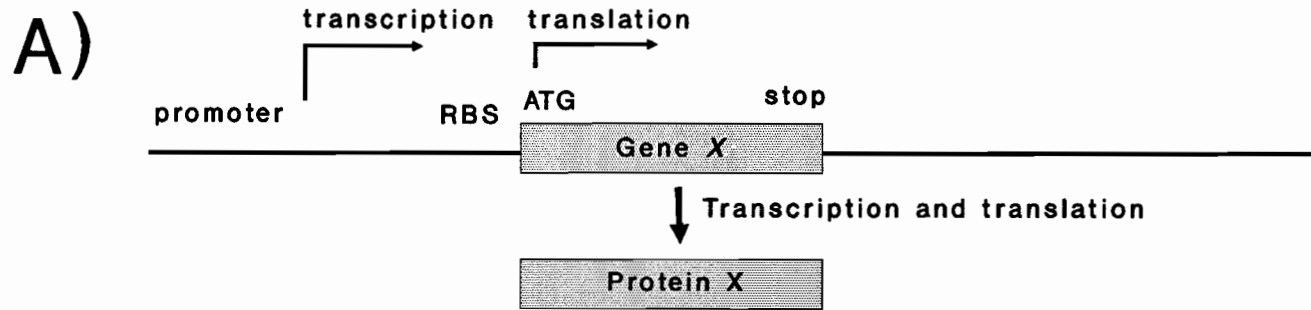 A)
transcription translation
promoter RBS ATG stop
Gene X
Transcription and translation
Protein X